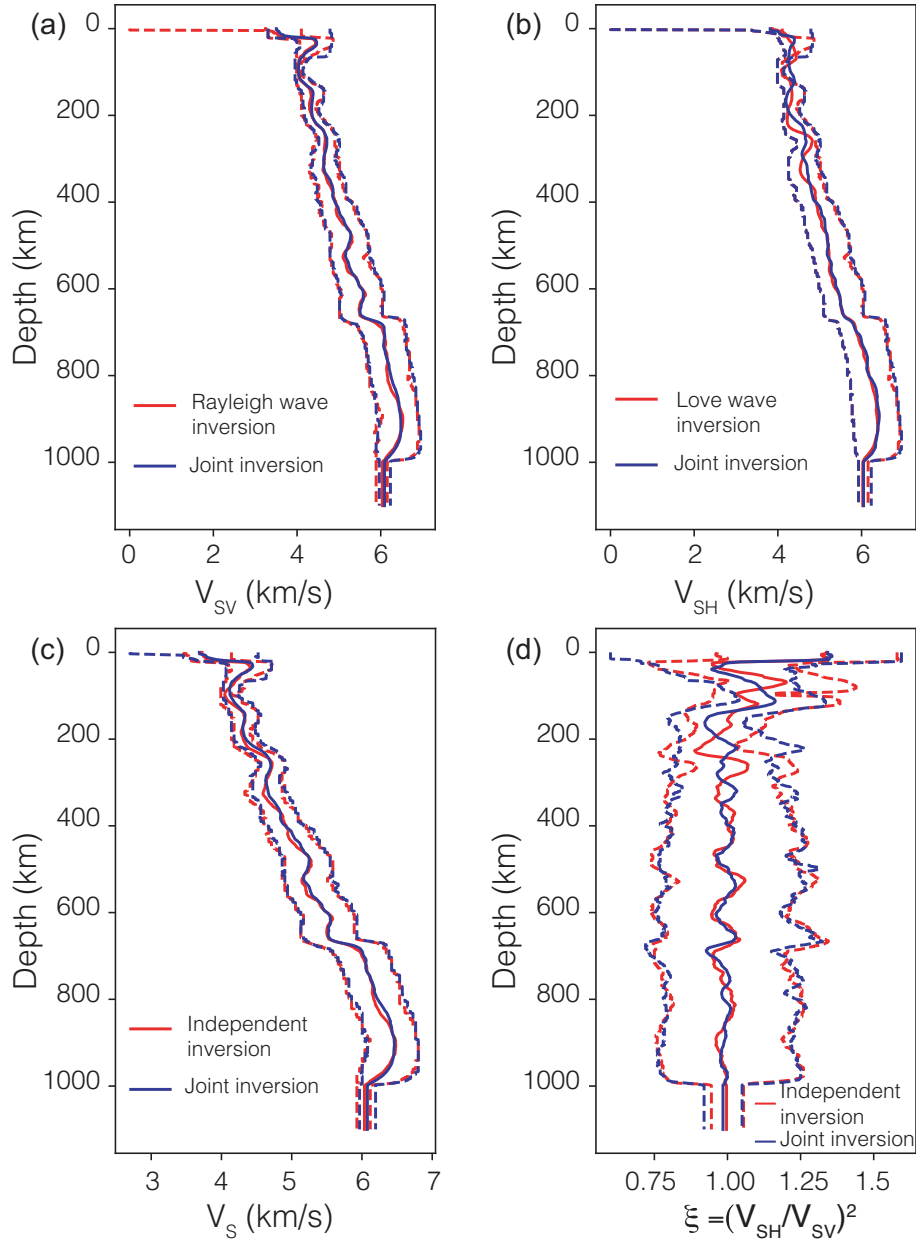 (a)
0
200
400
600
800
1000
Depth (km)
Rayleigh wave
inversion
Joint inversion
0 2 4 6
V_SV (km/s)
(b)
0
200
400
600
800
1000
Depth (km)
Love wave
inversion
Joint inversion
0 2 4 6
V_SH (km/s)
(c)
0
200
400
600
800
1000
Depth (km)
Independent
inversion
Joint inversion
3 4 5 6 7
V_S (km/s)
(d)
0
200
400
600
800
1000
Depth (km)
Independent
inversion
Joint inversion
0.75 1.00 1.25 1.50
ξ =(V_SH/V_SV)²